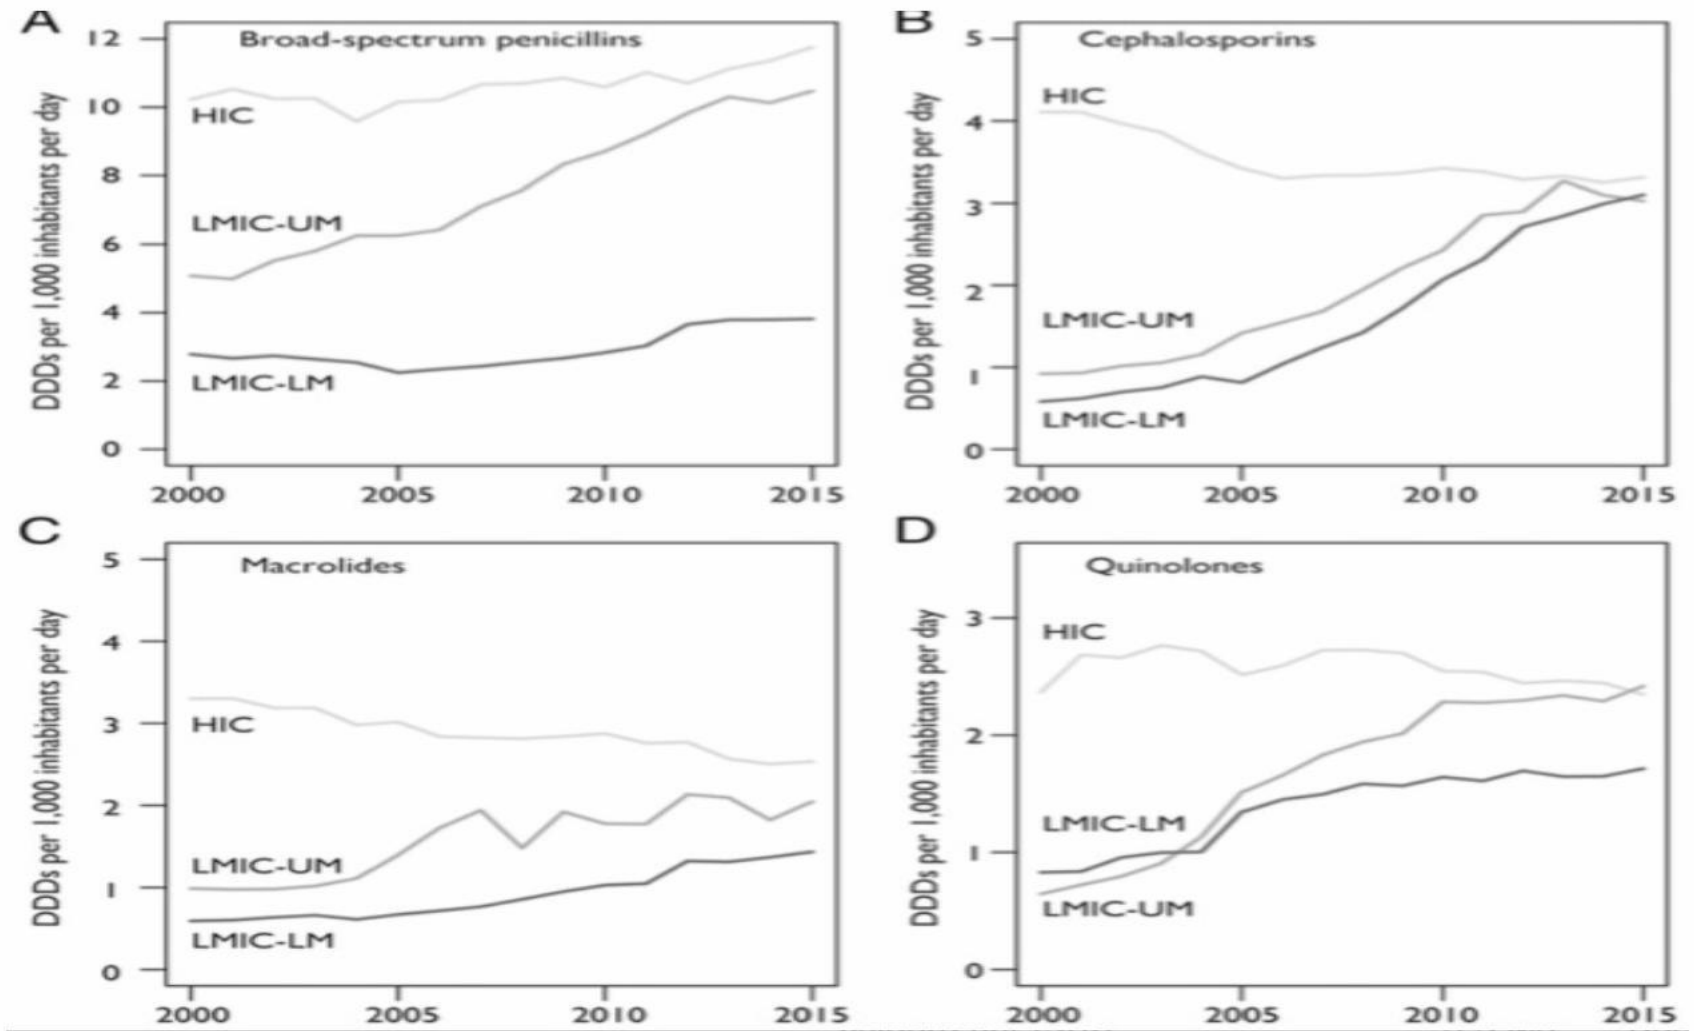 A
Broad-spectrum penicillins
DDDs per 1,000 inhabitants per day
12
10
8
6
4
2
0
HIC
LMIC-UM
LMIC-LM
2000 2005 2010 2015
B
Cephalosporins
DDDs per 1,000 inhabitants per day
5
4
3
2
1
0
HIC
LMIC-UM
LMIC-LM
2000 2005 2010 2015
C
Macrolides
DDDs per 1,000 inhabitants per day
5
4
3
2
1
0
HIC
LMIC-UM
LMIC-LM
2000 2005 2010 2015
D
Quinolones
DDDs per 1,000 inhabitants per day
3
2
1
0
HIC
LMIC-LM
LMIC-UM
2000 2005 2010 2015